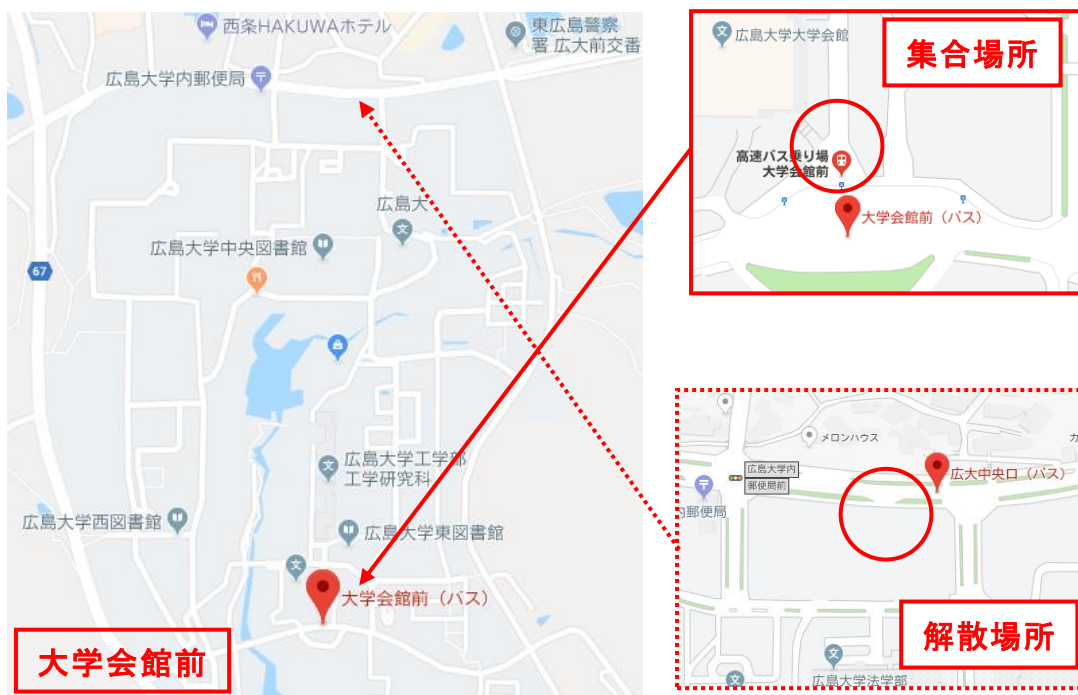 西条HAKUWAホテル
東広島警察
署 広大前交番
広島大学内郵便局
広島大
広島大学中央図書館
67
広島大学工学部
工学研究科
広島大学西図書館
広島大学東図書館
大学会館前（バス）
大学会館前
広島大学大学会館
集合場所
高速バス乗り場
大学会館前
大学会館前（バス）
メロンハウス
カ
広島大学内
郵便局前
広大中央口（バス）
内郵便局
解散場所
広島大学法学部